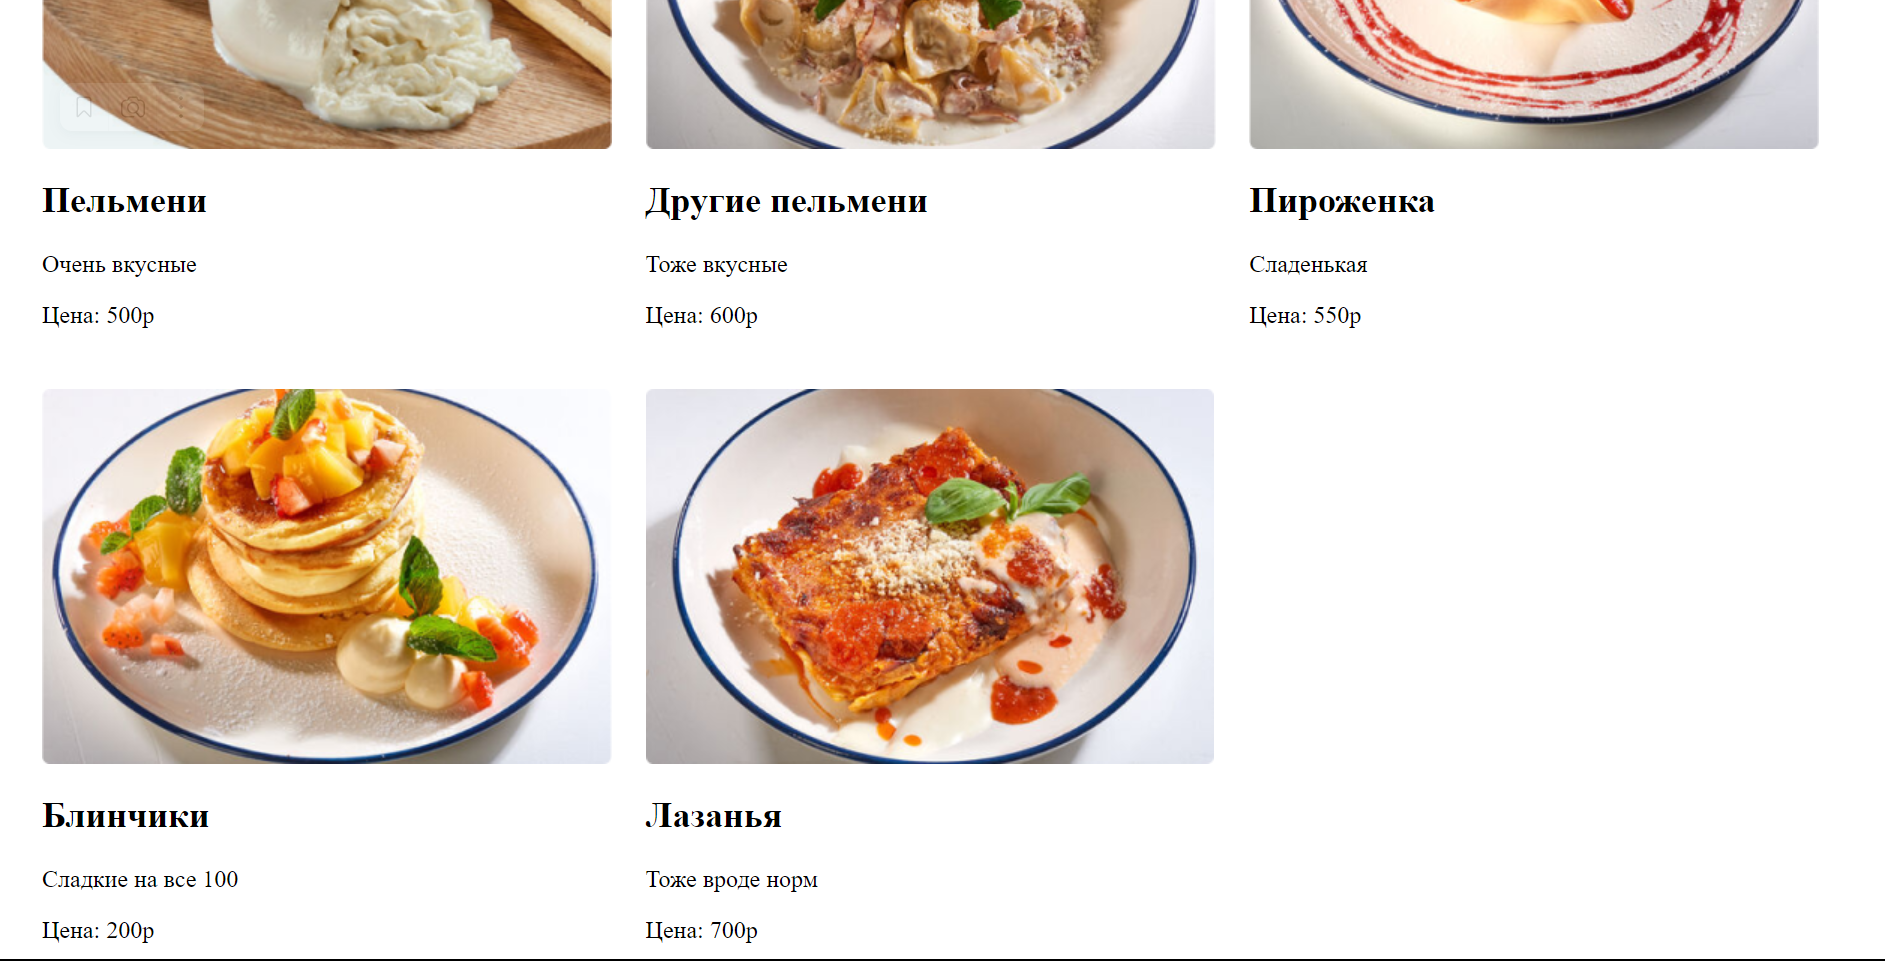 Пельмени
Очень вкусные
Цена: 500р
Другие пельмени
Тоже вкусные
Цена: 600р
Пироженка
Сладенькая
Цена: 550р
Блинчики
Сладкие на все 100
Цена: 200р
Лазанья
Тоже вроде норм
Цена: 700р